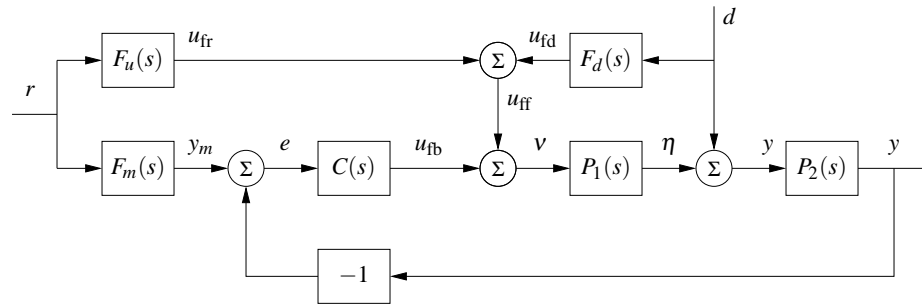 d
u_fr
u_fd
F_u(s)
Σ
F_d(s)
r
u_ff
y_m
e
u_fb
ν
η
y
y
F_m(s)
Σ
C(s)
Σ
P_1(s)
Σ
P_2(s)
−1